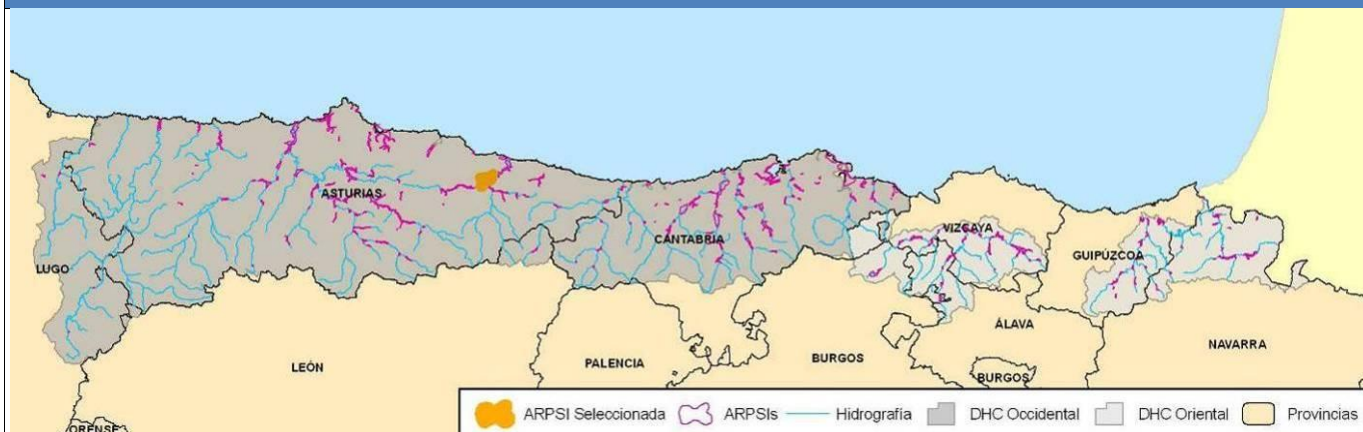 ASTURIAS
VIZCAYA
CANTABRIA
GUIPÚZCOA
LUGO
ÁLAVA
NAVARRA
LEÓN
PALENCIA
BURGOS
BURGOS
ORENSE
ARPSI Seleccionada ARPSIs Hidrografía DHC Occidental DHC Oriental Provincias